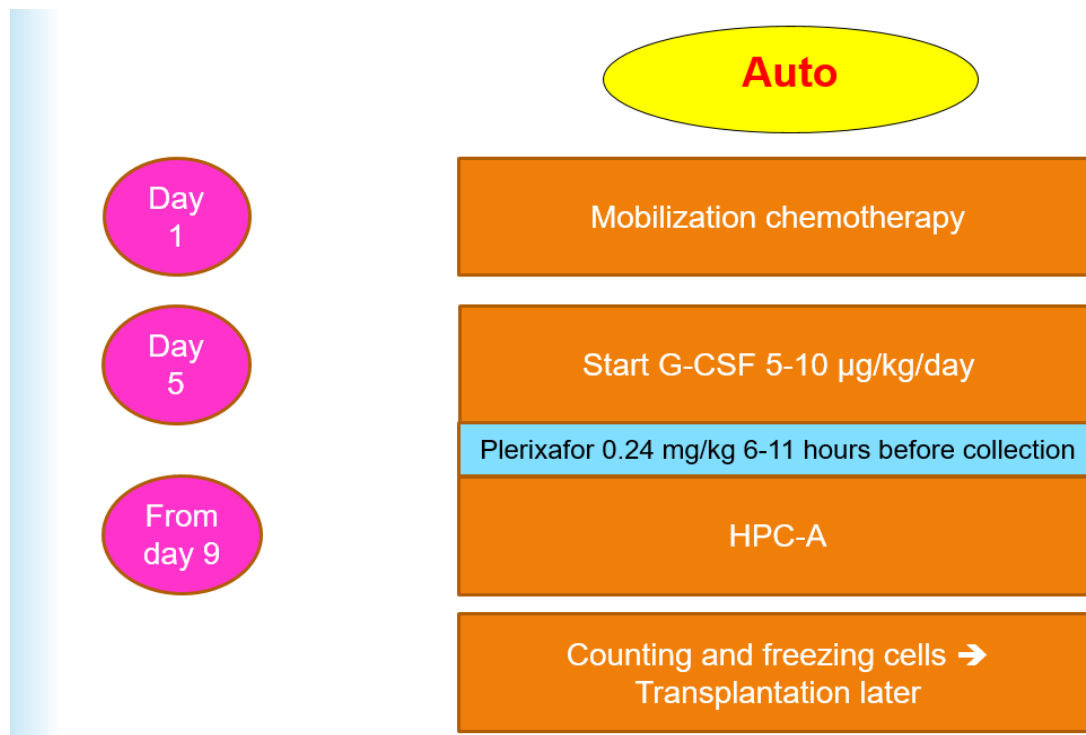 Auto
Day
1
Mobilization chemotherapy
Day
5
Start G-CSF 5-10 µg/kg/day
Plerixafor 0.24 mg/kg 6-11 hours before collection
From
day 9
HPC-A
Counting and freezing cells ➔
Transplantation later